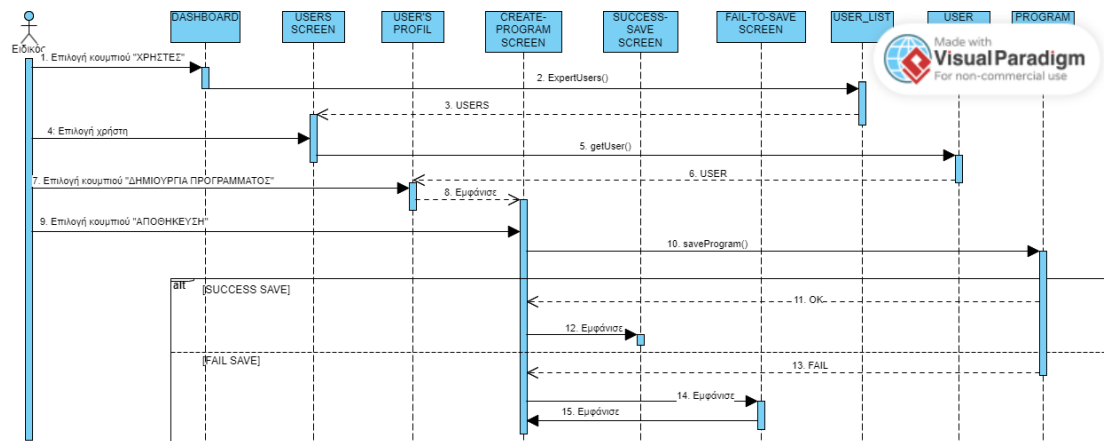 DASHBOARD
USERS
SCREEN
USER'S
PROFIL
CREATE-
PROGRAM
SCREEN
SUCCESS-
SAVE
SCREEN
FAIL-TO-SAVE
SCREEN
USER_LIST
USER
PROGRAM
Made with
Visual Paradigm
For non-commercial use
Ειδικός
1. Επιλογή κουμπιού "ΧΡΗΣΤΕΣ"
2. ExpertUsers()
3. USERS
4: Επιλογή χρήστη
5. getUser()
6. USER
7. Επιλογή κουμπιού "ΔΗΜΙΟΥΡΓΙΑ ΠΡΟΓΡΑΜΜΑΤΟΣ"
8. Εμφάνισε
9. Επιλογή κουμπιού "ΑΠΟΘΗΚΕΥΣΗ"
10. saveProgram()
alt
[SUCCESS SAVE]
11. OK
12. Εμφάνισε
[FAIL SAVE]
13. FAIL
14. Εμφάνισε
15. Εμφάνισε